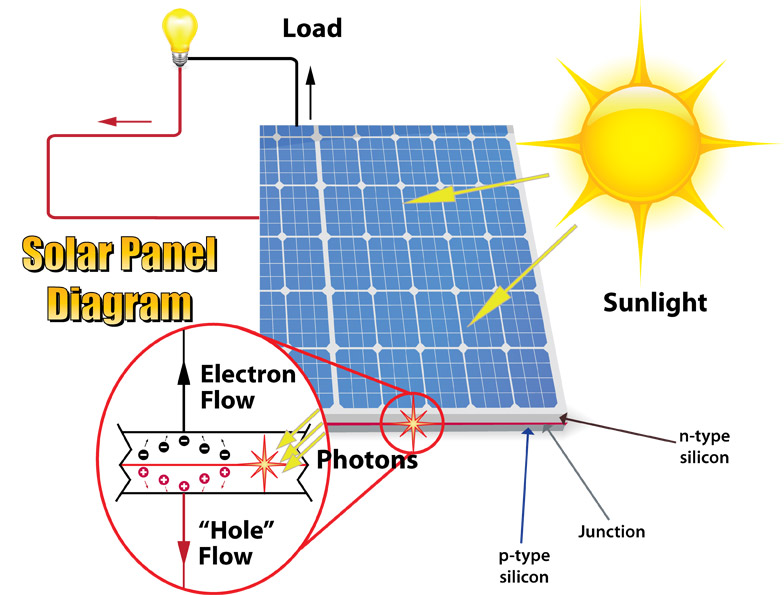 Load
Solar Panel
Diagram
Sunlight
Electron
Flow
Photons
"Hole"
Flow
n-type
silicon
Junction
p-type
silicon